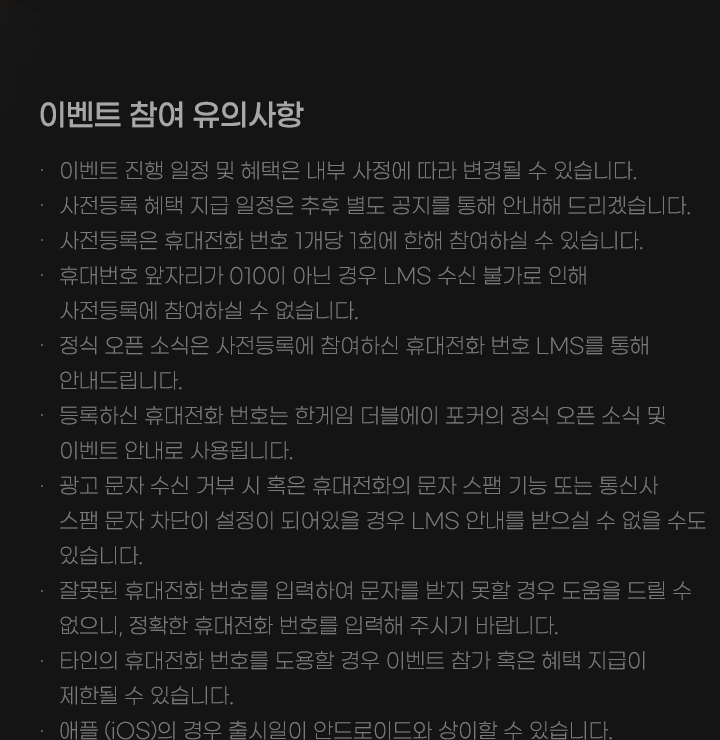 이벤트 참여 유의사항
· 이벤트 진행 일정 및 혜택은 내부 사정에 따라 변경될 수 있습니다.
· 사전등록 혜택 지급 일정은 추후 별도 공지를 통해 안내해 드리겠습니다.
· 사전등록은 휴대전화 번호 1개당 1회에 한해 참여하실 수 있습니다.
· 휴대번호 앞자리가 010이 아닌 경우 LMS 수신 불가로 인해
사전등록에 참여하실 수 없습니다.
· 정식 오픈 소식은 사전등록에 참여하신 휴대전화 번호 LMS를 통해
안내드립니다.
· 등록하신 휴대전화 번호는 한게임 더블에이 포커의 정식 오픈 소식 및
이벤트 안내로 사용됩니다.
· 광고 문자 수신 거부 시 혹은 휴대전화의 문자 스팸 기능 또는 통신사
스팸 문자 차단이 설정이 되어있을 경우 LMS 안내를 받으실 수 없을 수도
있습니다.
· 잘못된 휴대전화 번호를 입력하여 문자를 받지 못할 경우 도움을 드릴 수
없으니, 정확한 휴대전화 번호를 입력해 주시기 바랍니다.
· 타인의 휴대전화 번호를 도용할 경우 이벤트 참가 혹은 혜택 지급이
제한될 수 있습니다.
· 애플 (iOS)의 경우 출시일이 안드로이드와 상이할 수 있습니다.